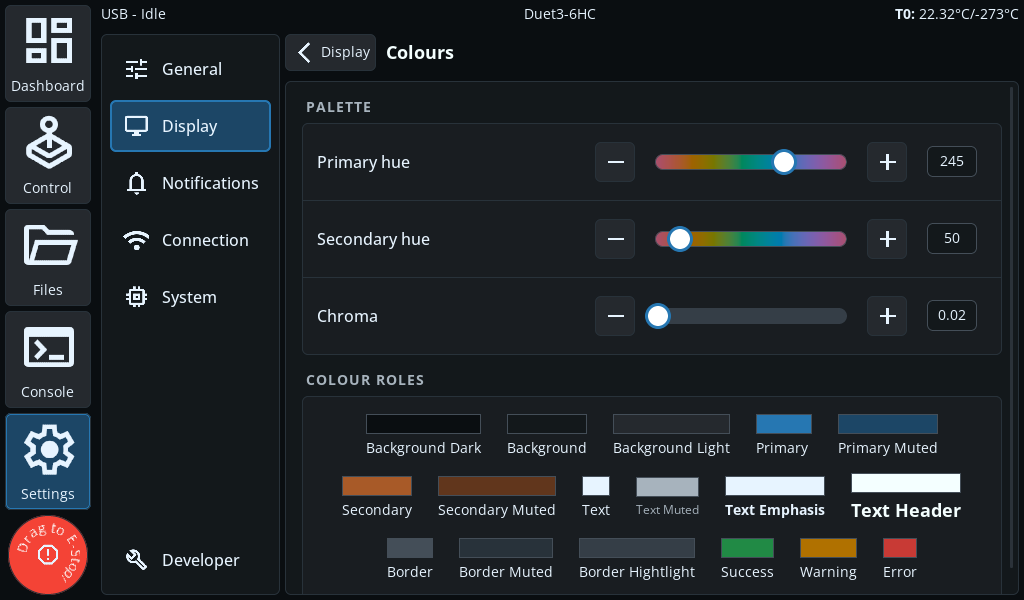 USB - Idle
Duet3-6HC
T0: 22.32°C/-273°C
Dashboard
Control
Files
Console
Settings
Drag to E-Stop!
General
Display
Notifications
Connection
System
Developer
Display
Colours
PALETTE
Primary hue
245
Secondary hue
50
Chroma
0.02
COLOUR ROLES
Background Dark
Background
Background Light
Primary
Primary Muted
Secondary
Secondary Muted
Text
Text Muted
Text Emphasis
Text Header
Border
Border Muted
Border Hightlight
Success
Warning
Error